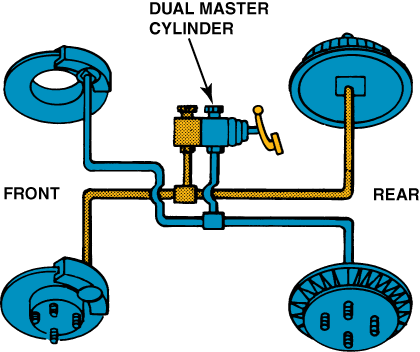 DUAL MASTER
CYLINDER
FRONT
REAR